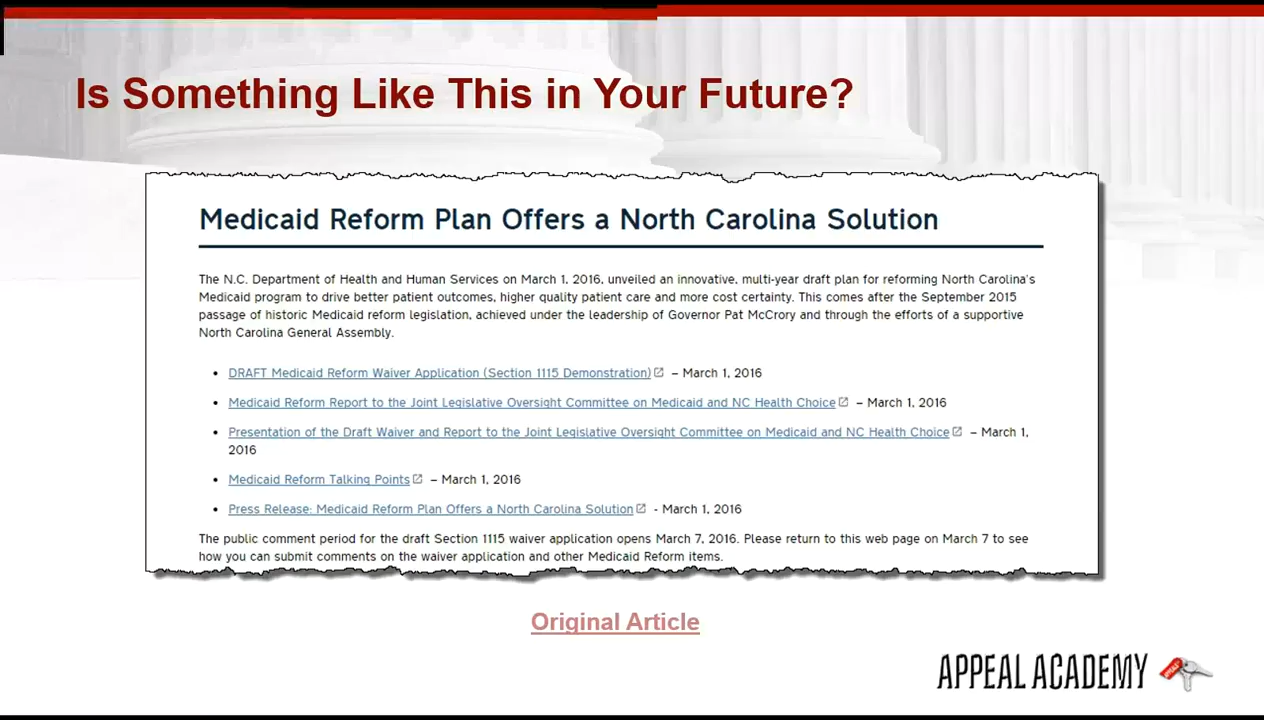 Is Something Like This in Your Future?
Medicaid Reform Plan Offers a North Carolina Solution
The N.C. Department of Health and Human Services on March 1, 2016, unveiled an innovative, multi-year draft plan for reforming North Carolina's
Medicaid program to drive better patient outcomes, higher quality patient care and more cost certainty. This comes after the September 2015
passage of historic Medicaid reform legislation, achieved under the leadership of Governor Pat McCrory and through the efforts of a supportive
North Carolina General Assembly.
• DRAFT Medicaid Reform Waiver Application (Section 1115 Demonstration) – March 1, 2016
• Medicaid Reform Report to the Joint Legislative Oversight Committee on Medicaid and NC Health Choice – March 1, 2016
• Presentation of the Draft Waiver and Report to the Joint Legislative Oversight Committee on Medicaid and NC Health Choice – March 1,
2016
• Medicaid Reform Talking Points – March 1, 2016
• Press Release: Medicaid Reform Plan Offers a North Carolina Solution - March 1, 2016
The public comment period for the draft Section 1115 waiver application opens March 7, 2016. Please return to this web page on March 7 to see
how you can submit comments on the waiver application and other Medicaid Reform items.
Original Article
APPEAL ACADEMY